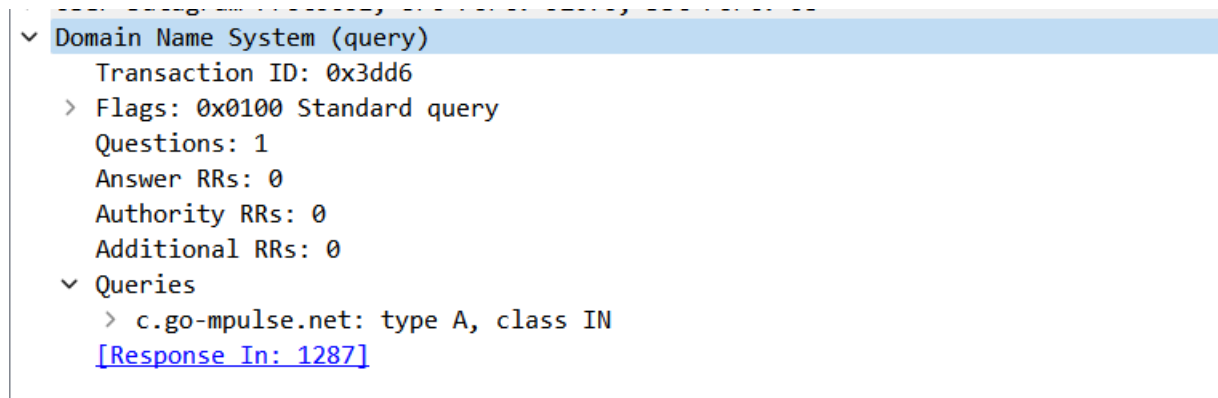 Domain Name System (query)
Transaction ID: 0x3dd6
Flags: 0x0100 Standard query
Questions: 1
Answer RRs: 0
Authority RRs: 0
Additional RRs: 0
Queries
c.go-mpulse.net: type A, class IN
[Response In: 1287]